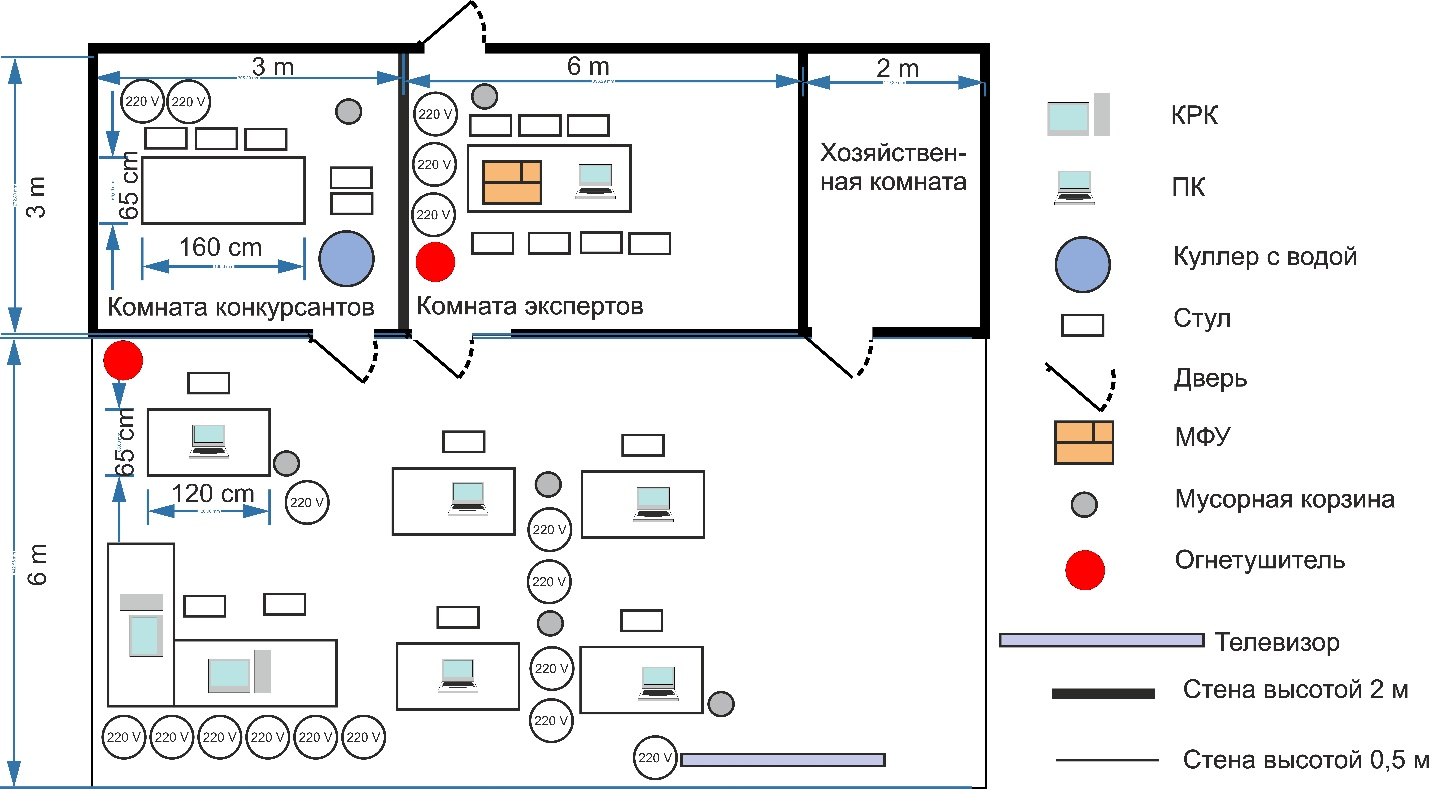 3 m
6 m
2 m
220 V
220 V
220 V
220 V
220 V
3 m
65 cm
160 cm
Хозяйствен-
ная комната
Комната конкурсантов
Комната экспертов
6 m
65 cm
120 cm
220 V
220 V
220 V
220 V
220 V
220 V
220 V
220 V
220 V
220 V
220 V
220 V
КРК
ПК
Куллер с водой
Стул
Дверь
МФУ
Мусорная корзина
Огнетушитель
Телевизор
Стена высотой 2 м
Стена высотой 0,5 м